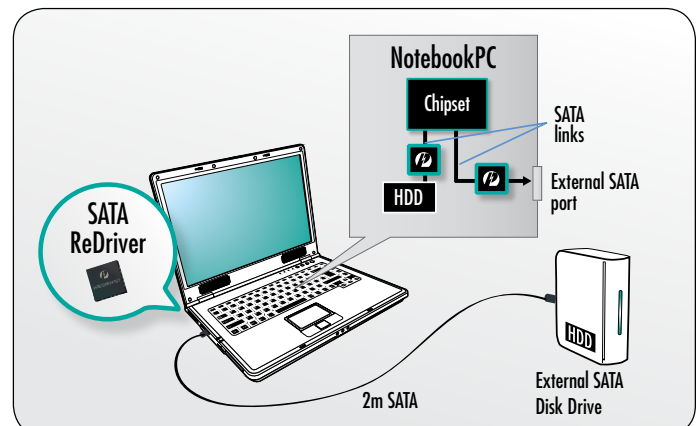 NotebookPC
Chipset
SATA
links
HDD
External SATA
port
SATA
ReDriver
HDD
2m SATA
External SATA
Disk Drive